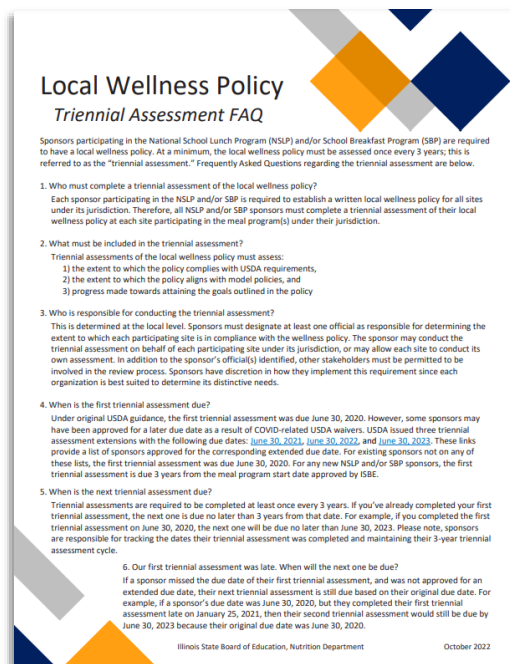 Local Wellness Policy
Triennial Assessment FAQ
Sponsors participating in the National School Lunch Program (NSLP) and/or School Breakfast Program (SBP) are required
to have a local wellness policy. At a minimum, the local wellness policy must be assessed once every 3 years; this is
referred to as the “triennial assessment.” Frequently Asked Questions regarding the triennial assessment are below.
1. Who must complete a triennial assessment of the local wellness policy?
Each sponsor participating in the NSLP and/or SBP is required to establish a written local wellness policy for all sites
under its jurisdiction. Therefore, all NSLP and/or SBP sponsors must complete a triennial assessment of their local
wellness policy at each site participating in the meal program(s) under their jurisdiction.
2. What must be included in the triennial assessment?
Triennial assessments of the local wellness policy must assess:
1) the extent to which the policy complies with USDA requirements,
2) the extent to which the policy aligns with model policies, and
3) progress made towards attaining the goals outlined in the policy
3. Who is responsible for conducting the triennial assessment?
This is determined at the local level. Sponsors must designate at least one official as responsible for determining the
extent to which each participating site is in compliance with the wellness policy. The sponsor may conduct the
triennial assessment on behalf of each participating site under its jurisdiction, or may allow each site to conduct its
own assessment. In addition to the sponsor’s official(s) identified, other stakeholders must be permitted to be
involved in the review process. Sponsors have discretion in how they implement this requirement since each
organization is best suited to determine its distinctive needs.
4. When is the first triennial assessment due?
Under original USDA guidance, the first triennial assessment was due June 30, 2020. However, some sponsors may
have been approved for a later due date as a result of COVID-related USDA waivers. USDA issued three triennial
assessment extensions with the following due dates: June 30, 2021, June 30, 2022, and June 30, 2023. These links
provide a list of sponsors approved for the corresponding extended due date. For existing sponsors not on any of
these lists, the first triennial assessment was due June 30, 2020. For any new NSLP and/or SBP sponsors, the first
triennial assessment is due 3 years from the meal program start date approved by ISBE.
5. When is the next triennial assessment due?
Triennial assessments are required to be completed at least once every 3 years. If you’ve already completed your first
triennial assessment, the next one is due no later than 3 years from that date. For example, if you completed the first
triennial assessment on June 30, 2020, the next one will be due no later than June 30, 2023. Please note, sponsors
are responsible for tracking the dates their triennial assessment was completed and maintaining their 3-year triennial
assessment cycle.
6. Our first triennial assessment was late. When will the next one be due?
If a sponsor missed the due date of their first triennial assessment, and was not approved for an
extended due date, their next triennial assessment is still due based on their original due date. For
example, if a sponsor’s due date was June 30, 2020, but they completed their first triennial
assessment late on January 25, 2021, then their second triennial assessment would still be due by
June 30, 2023 because their original due date was June 30, 2020.
Illinois State Board of Education, Nutrition Department October 2022